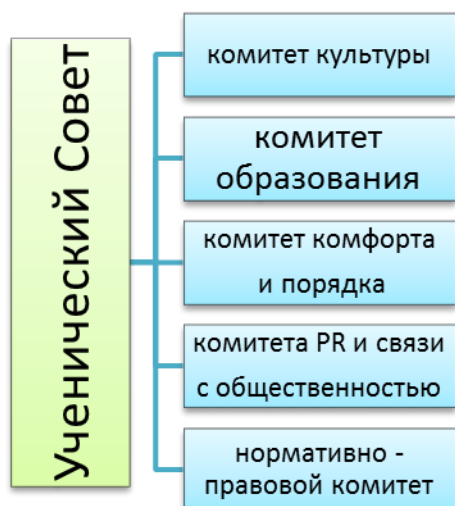 Ученический Совет
комитет культуры
комитет
образования
комитет комфорта
и порядка
комитета PR и связи
с общественностью
нормативно -
правовой комитет